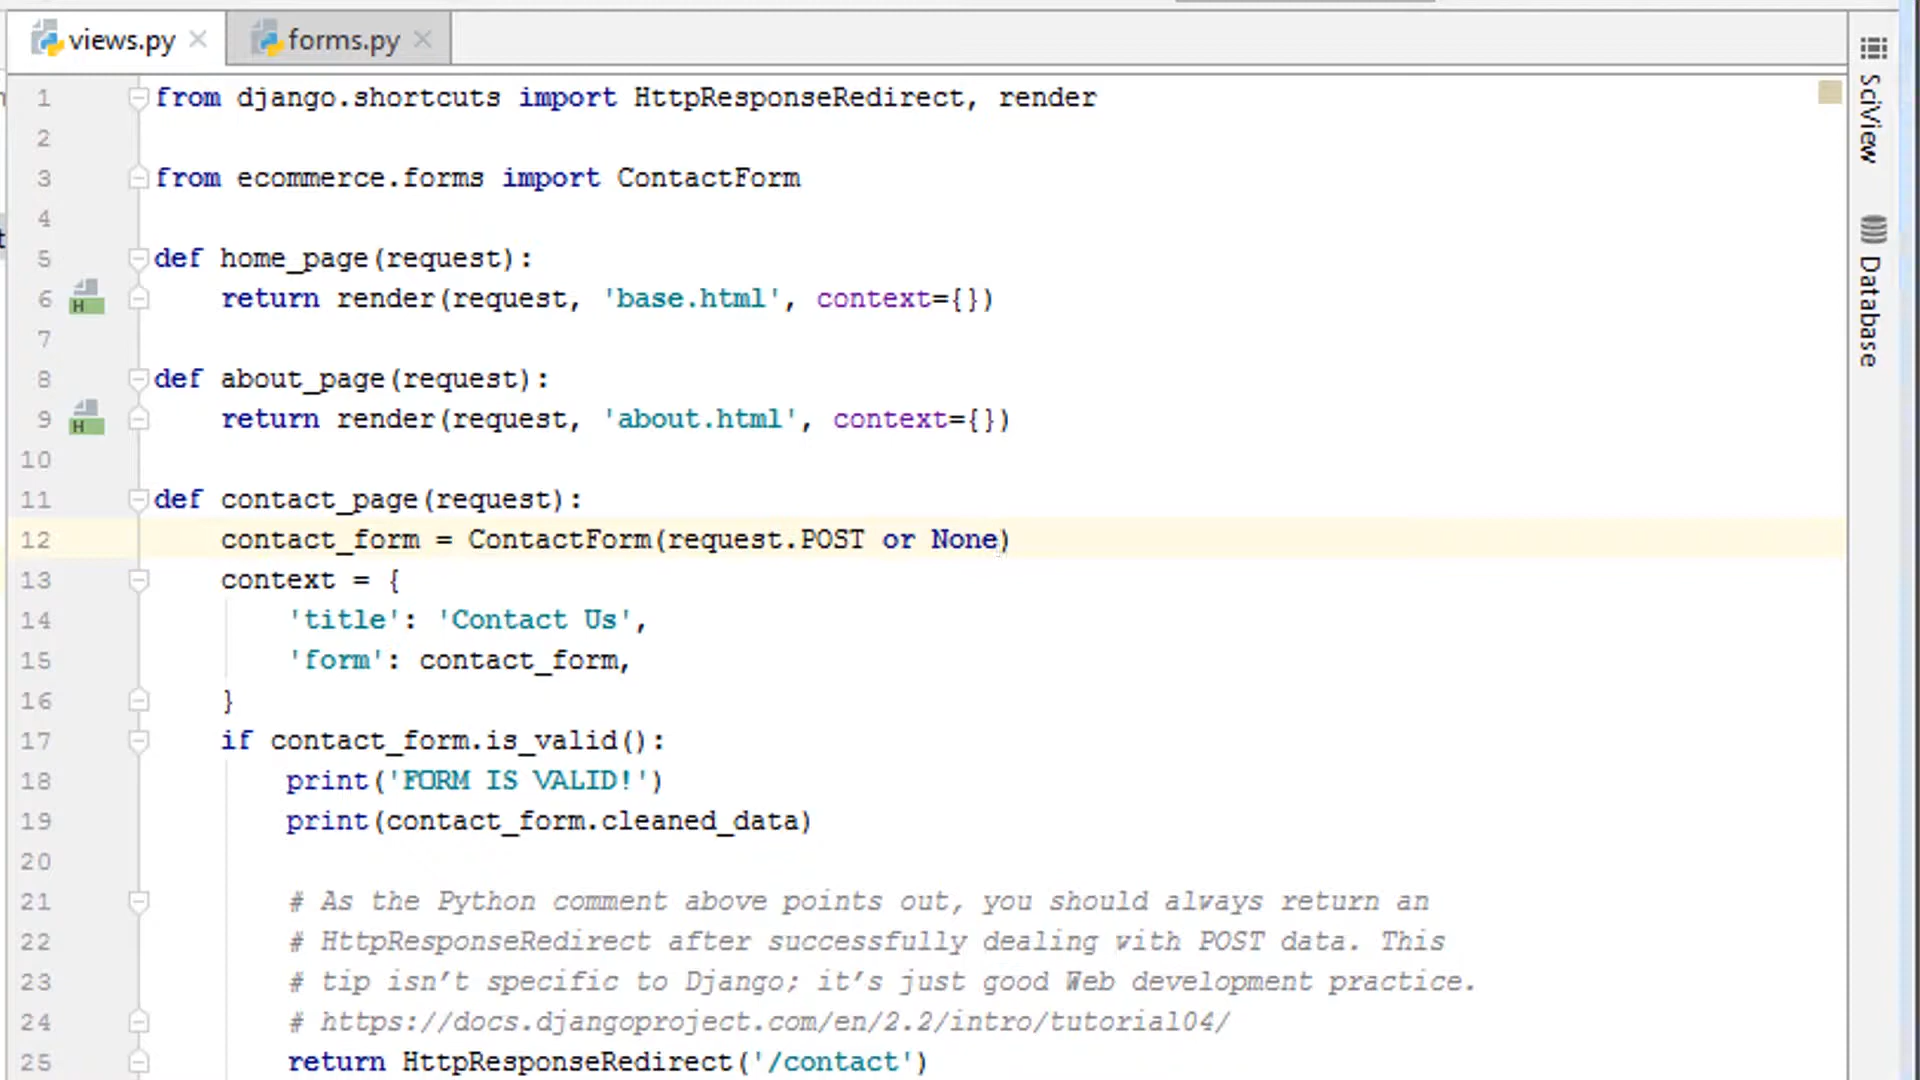 views.py
forms.py
1 from django.shortcuts import HttpResponseRedirect, render
2
3 from ecommerce.forms import ContactForm
4
5 def home_page(request):
6     return render(request, 'base.html', context={})
7
8 def about_page(request):
9     return render(request, 'about.html', context={})
10
11 def contact_page(request):
12     contact_form = ContactForm(request.POST or None)
13     context = {
14         'title': 'Contact Us',
15         'form': contact_form,
16     }
17     if contact_form.is_valid():
18         print('FORM IS VALID!')
19         print(contact_form.cleaned_data)
20
21         # As the Python comment above points out, you should always return an
22         # HttpResponseRedirect after successfully dealing with POST data. This
23         # tip isn’t specific to Django; it’s just good Web development practice.
24         # https://docs.djangoproject.com/en/2.2/intro/tutorial04/
25         return HttpResponseRedirect('/contact')
SciView
Database